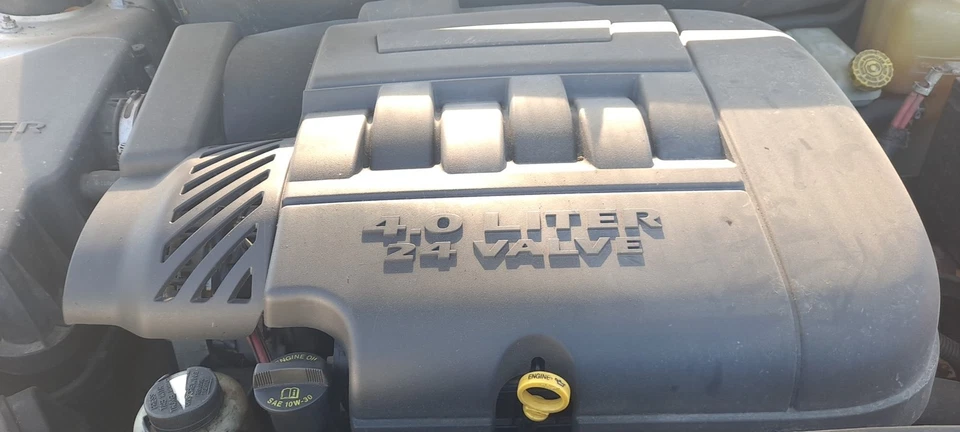 4.0 LITER
24 VALVE
ENGINE
ENGINE OIL
SAE 10W-30